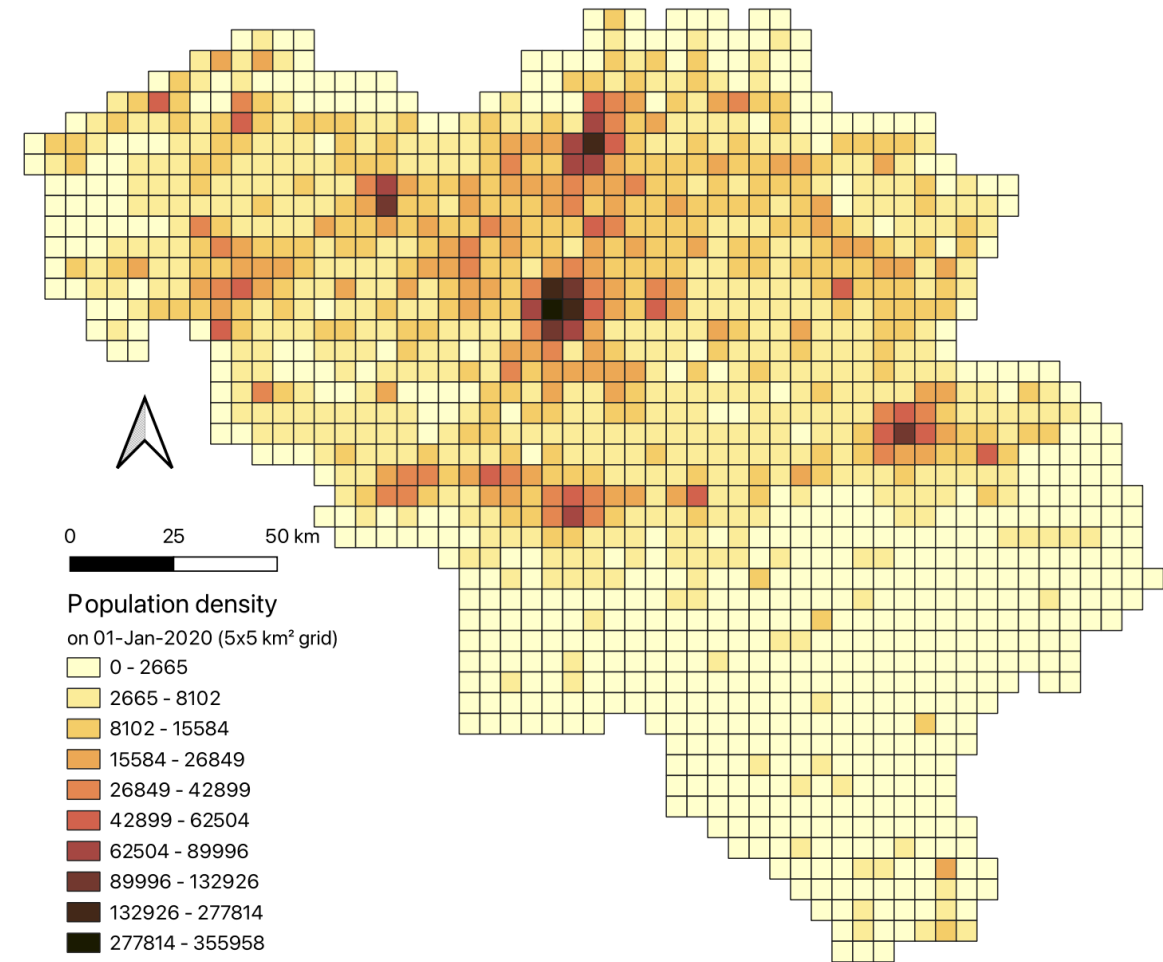 0 25 50 km
Population density
on 01-Jan-2020 (5x5 km² grid)
0 - 2665
2665 - 8102
8102 - 15584
15584 - 26849
26849 - 42899
42899 - 62504
62504 - 89996
89996 - 132926
132926 - 277814
277814 - 355958